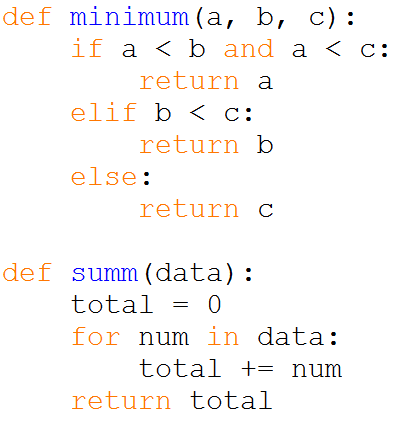 def minimum(a, b, c):
    if a < b and a < c:
        return a
    elif b < c:
        return b
    else:
        return c

def summ(data):
    total = 0
    for num in data:
        total += num
    return total